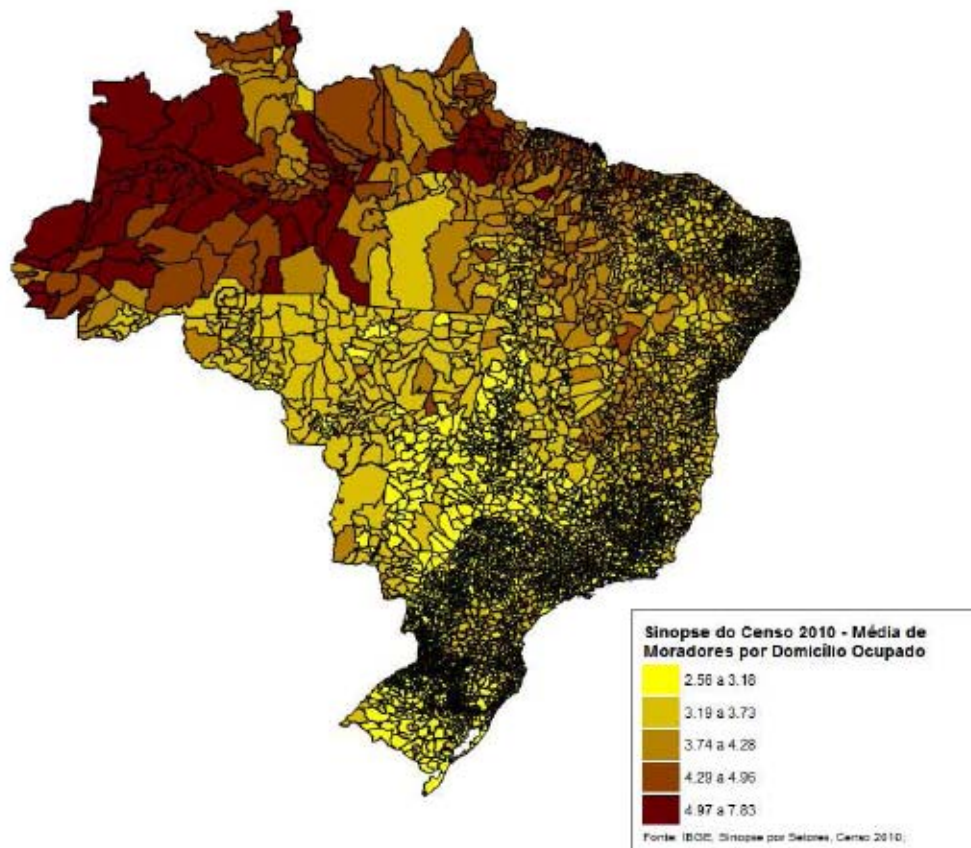 Sinopse do Censo 2010 - Média de
Moradores por Domicílio Ocupado
2.56 a 3.18
3.19 a 3.73
3.74 a 4.28
4.29 a 4.96
4.97 a 7.83
Fonte: IBGE, Sinopse por Setores, Censo 2010;